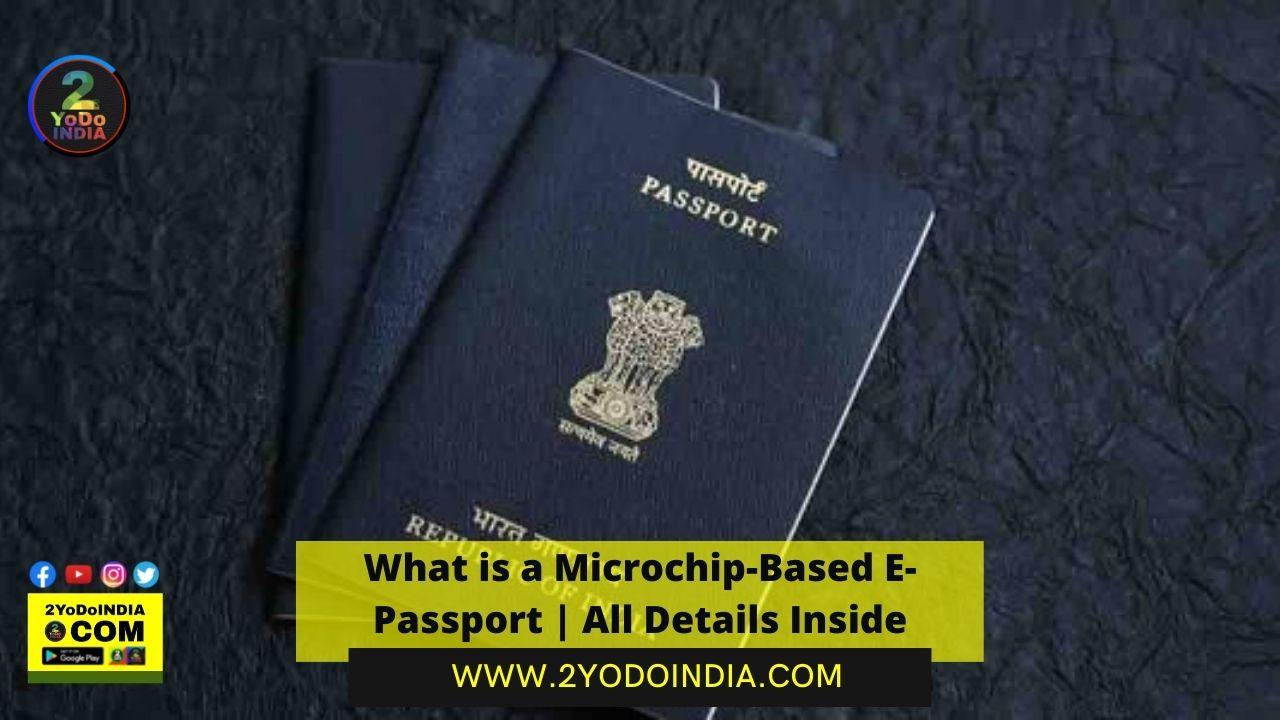 2
YoDo
INDIA
पासपोर्ट
PASSPORT
सत्यमेव जयते
भारत
REPUBLIC OF INDIA
What is a Microchip-Based E-
Passport | All Details Inside
WWW.2YODOINDIA.COM
2YoDoINDIA
COM
GET IT ON
Google Play